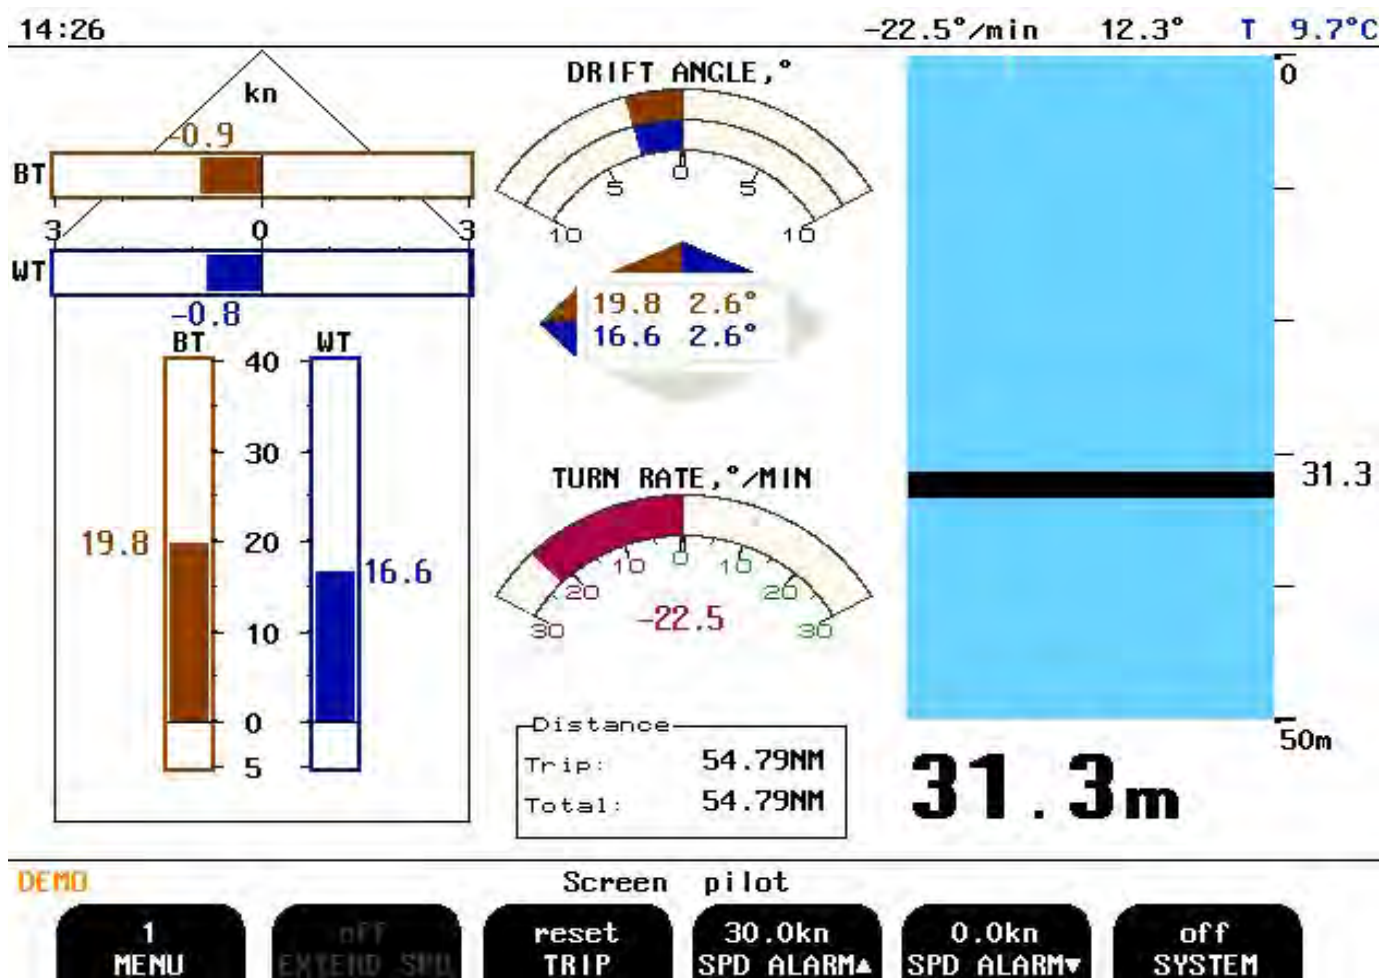 14:26 -22.5°/min 12.3° T 9.7°C
kn
-0.9
BT
3 0 3
WT
-0.8
BT WT
40
30
19.8 20 16.6
10
0
5
DRIFT ANGLE,°
10 5 0 5 10
19.8 2.6°
16.6 2.6°
TURN RATE,°/MIN
30 20 10 0 10 20 30
-22.5
Distance
Trip: 54.79NM
Total: 54.79NM
0
31.3
50m
31.3m
DEMO Screen pilot
1 off reset 30.0kn 0.0kn off
MENU EXTEND SPD TRIP SPD ALARM▲ SPD ALARM▼ SYSTEM